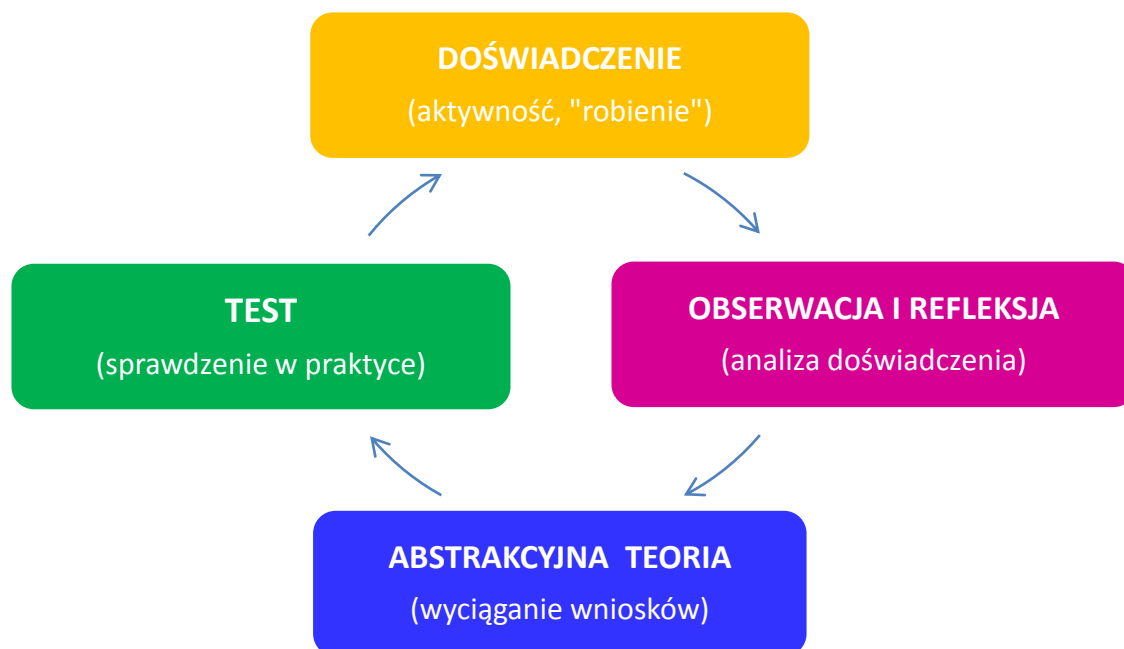 DOŚWIADCZENIE
(aktywność, "robienie")
TEST
(sprawdzenie w praktyce)
OBSERWACJA I REFLEKSJA
(analiza doświadczenia)
ABSTRAKCYJNA TEORIA
(wyciąganie wniosków)